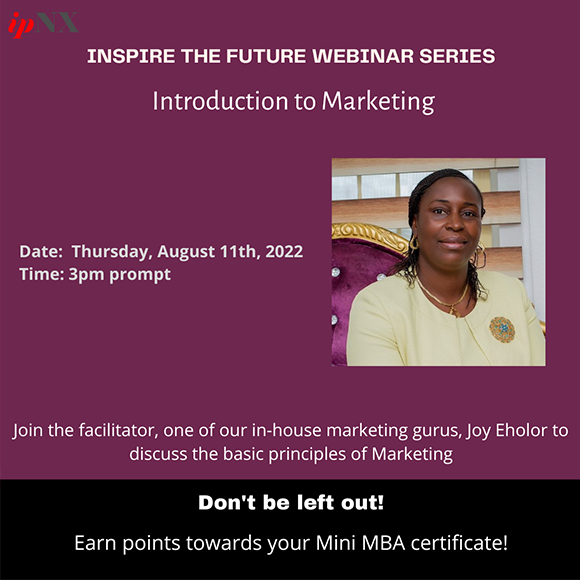 ipNX
INSPIRE THE FUTURE WEBINAR SERIES
Introduction to Marketing
Date:  Thursday, August 11th, 2022
Time: 3pm prompt
Join the facilitator, one of our in-house marketing gurus, Joy Eholor to
discuss the basic principles of Marketing
Don't be left out!
Earn points towards your Mini MBA certificate!